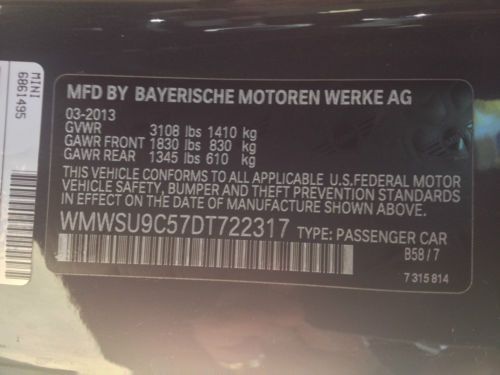 MINI
6861495
MFD BY BAYERISCHE MOTOREN WERKE AG
03-2013
GVWR 3108 lbs 1410 kg
GAWR FRONT 1830 lbs 830 kg
GAWR REAR 1345 lbs 610 kg
THIS VEHICLE CONFORMS TO ALL APPLICABLE U.S.FEDERAL MOTOR
VEHICLE SAFETY, BUMPER AND THEFT PREVENTION STANDARDS
IN EFFECT ON THE DATE OF MANUFACTURE SHOWN ABOVE.
WMWSU9C57DT722317 TYPE: PASSENGER CAR
B58 / 7
7 315 814